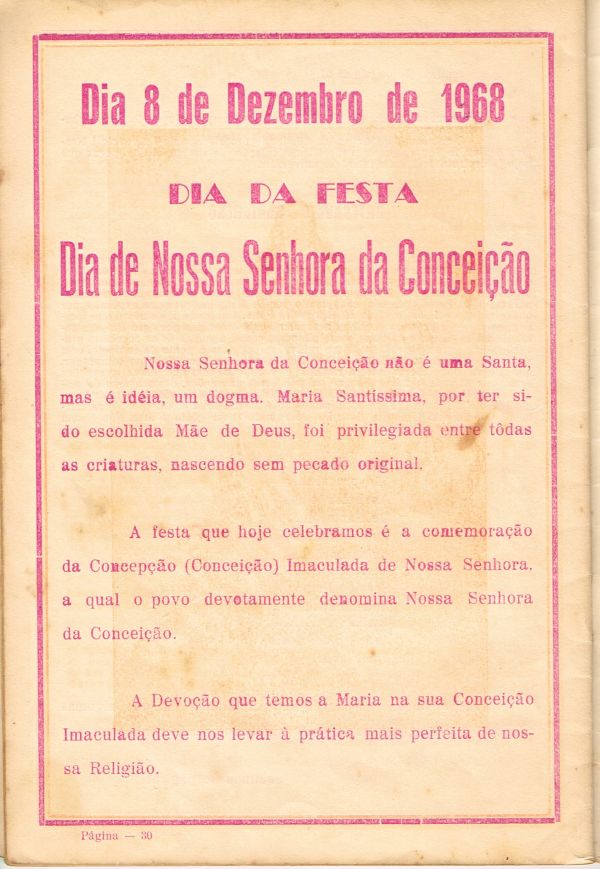 Dia 8 de Dezembro de 1968
DIA DA FESTA
Dia de Nossa Senhora da Conceição
Nossa Senhora da Conceição não é uma Santa,
mas é idéia, um dogma. Maria Santíssima, por ter si-
do escolhida Mãe de Deus, foi privilegiada entre tôdas
as criaturas, nascendo sem pecado original.
A festa que hoje celebramos é a comemoração
da Concepção (Conceição) Imaculada de Nossa Senhora,
a qual o povo devotamente denomina Nossa Senhora
da Conceição.
A Devoção que temos a Maria na sua Conceição
Imaculada deve nos levar à prática mais perfeita de nos-
sa Religião.
Página — 30